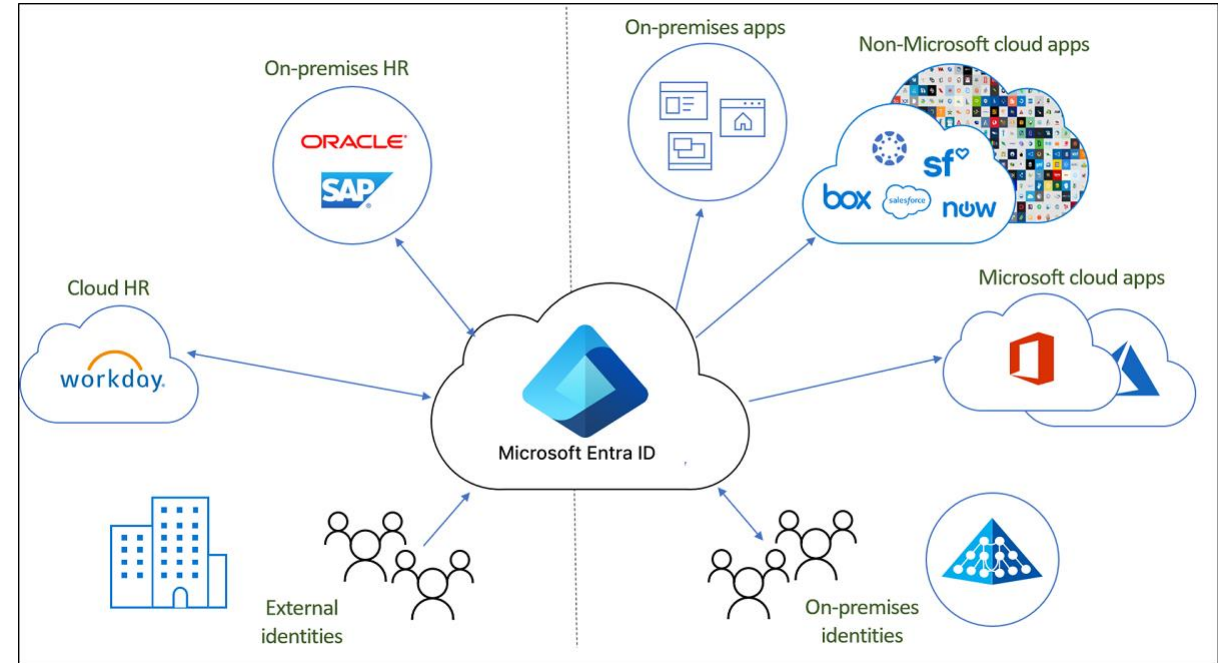 On-premises apps
Non-Microsoft cloud apps
On-premises HR
ORACLE®
SAP®
sf
box
salesforce
now
Cloud HR
workday.
Microsoft cloud apps
Microsoft Entra ID
,
External
identities
On-premises
identities